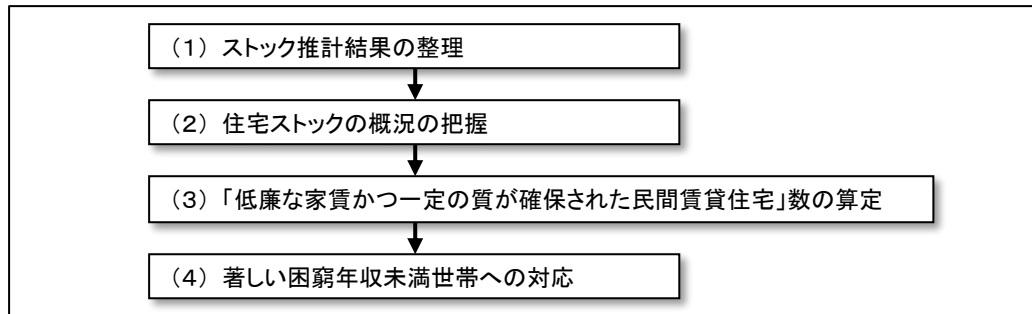 （１） ストック推計結果の整理
（２） 住宅ストックの概況の把握
（３） 「低廉な家賃かつ一定の質が確保された民間賃貸住宅」数の算定
（４） 著しい困窮年収未満世帯への対応